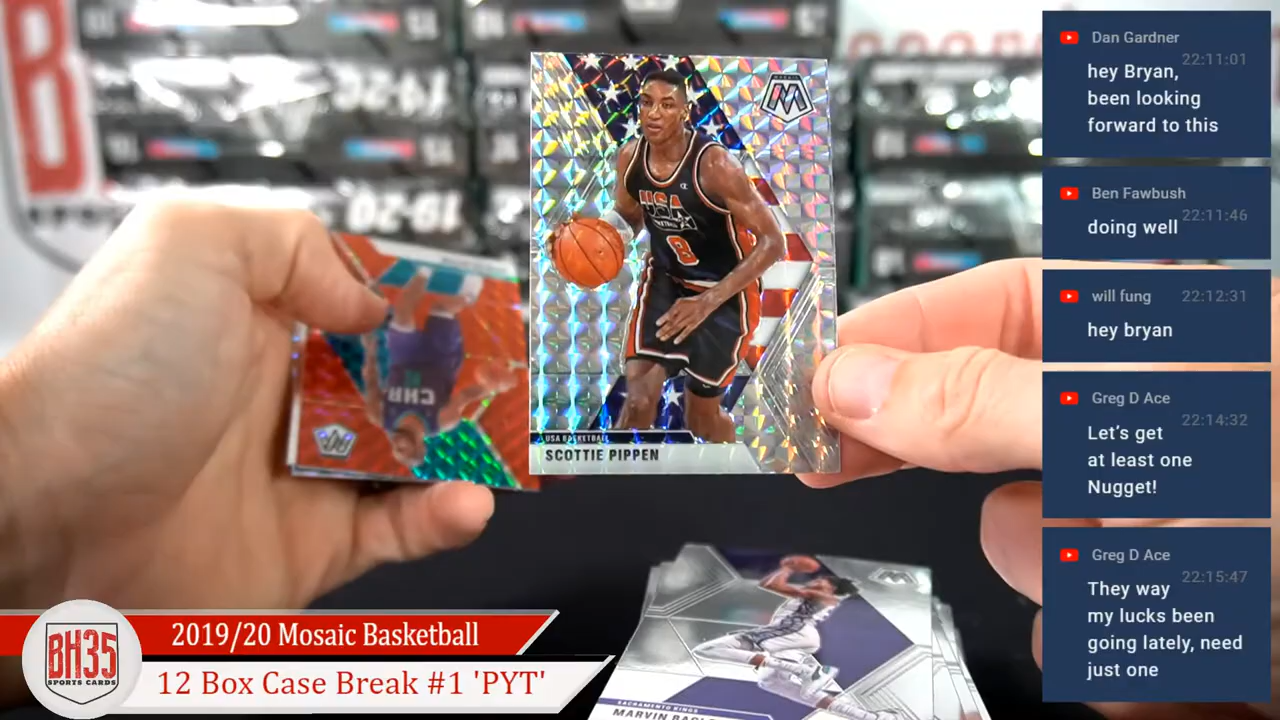 Dan Gardner
22:11:01
hey Bryan,
been looking
forward to this
Ben Fawbush
22:11:46
doing well
will fung
22:12:31
hey bryan
Greg D Ace
22:14:32
Let's get
at least one
Nugget!
Greg D Ace
22:15:47
They way
my lucks been
going lately, need
just one
MOSAIC
M
USA
8
USA BASKETBALL
SCOTTIE PIPPEN
CHA
SACRAMENTO KINGS
MARVIN
19-20
BH35
SPORTS CARDS
2019/20 Mosaic Basketball
12 Box Case Break #1 'PYT'